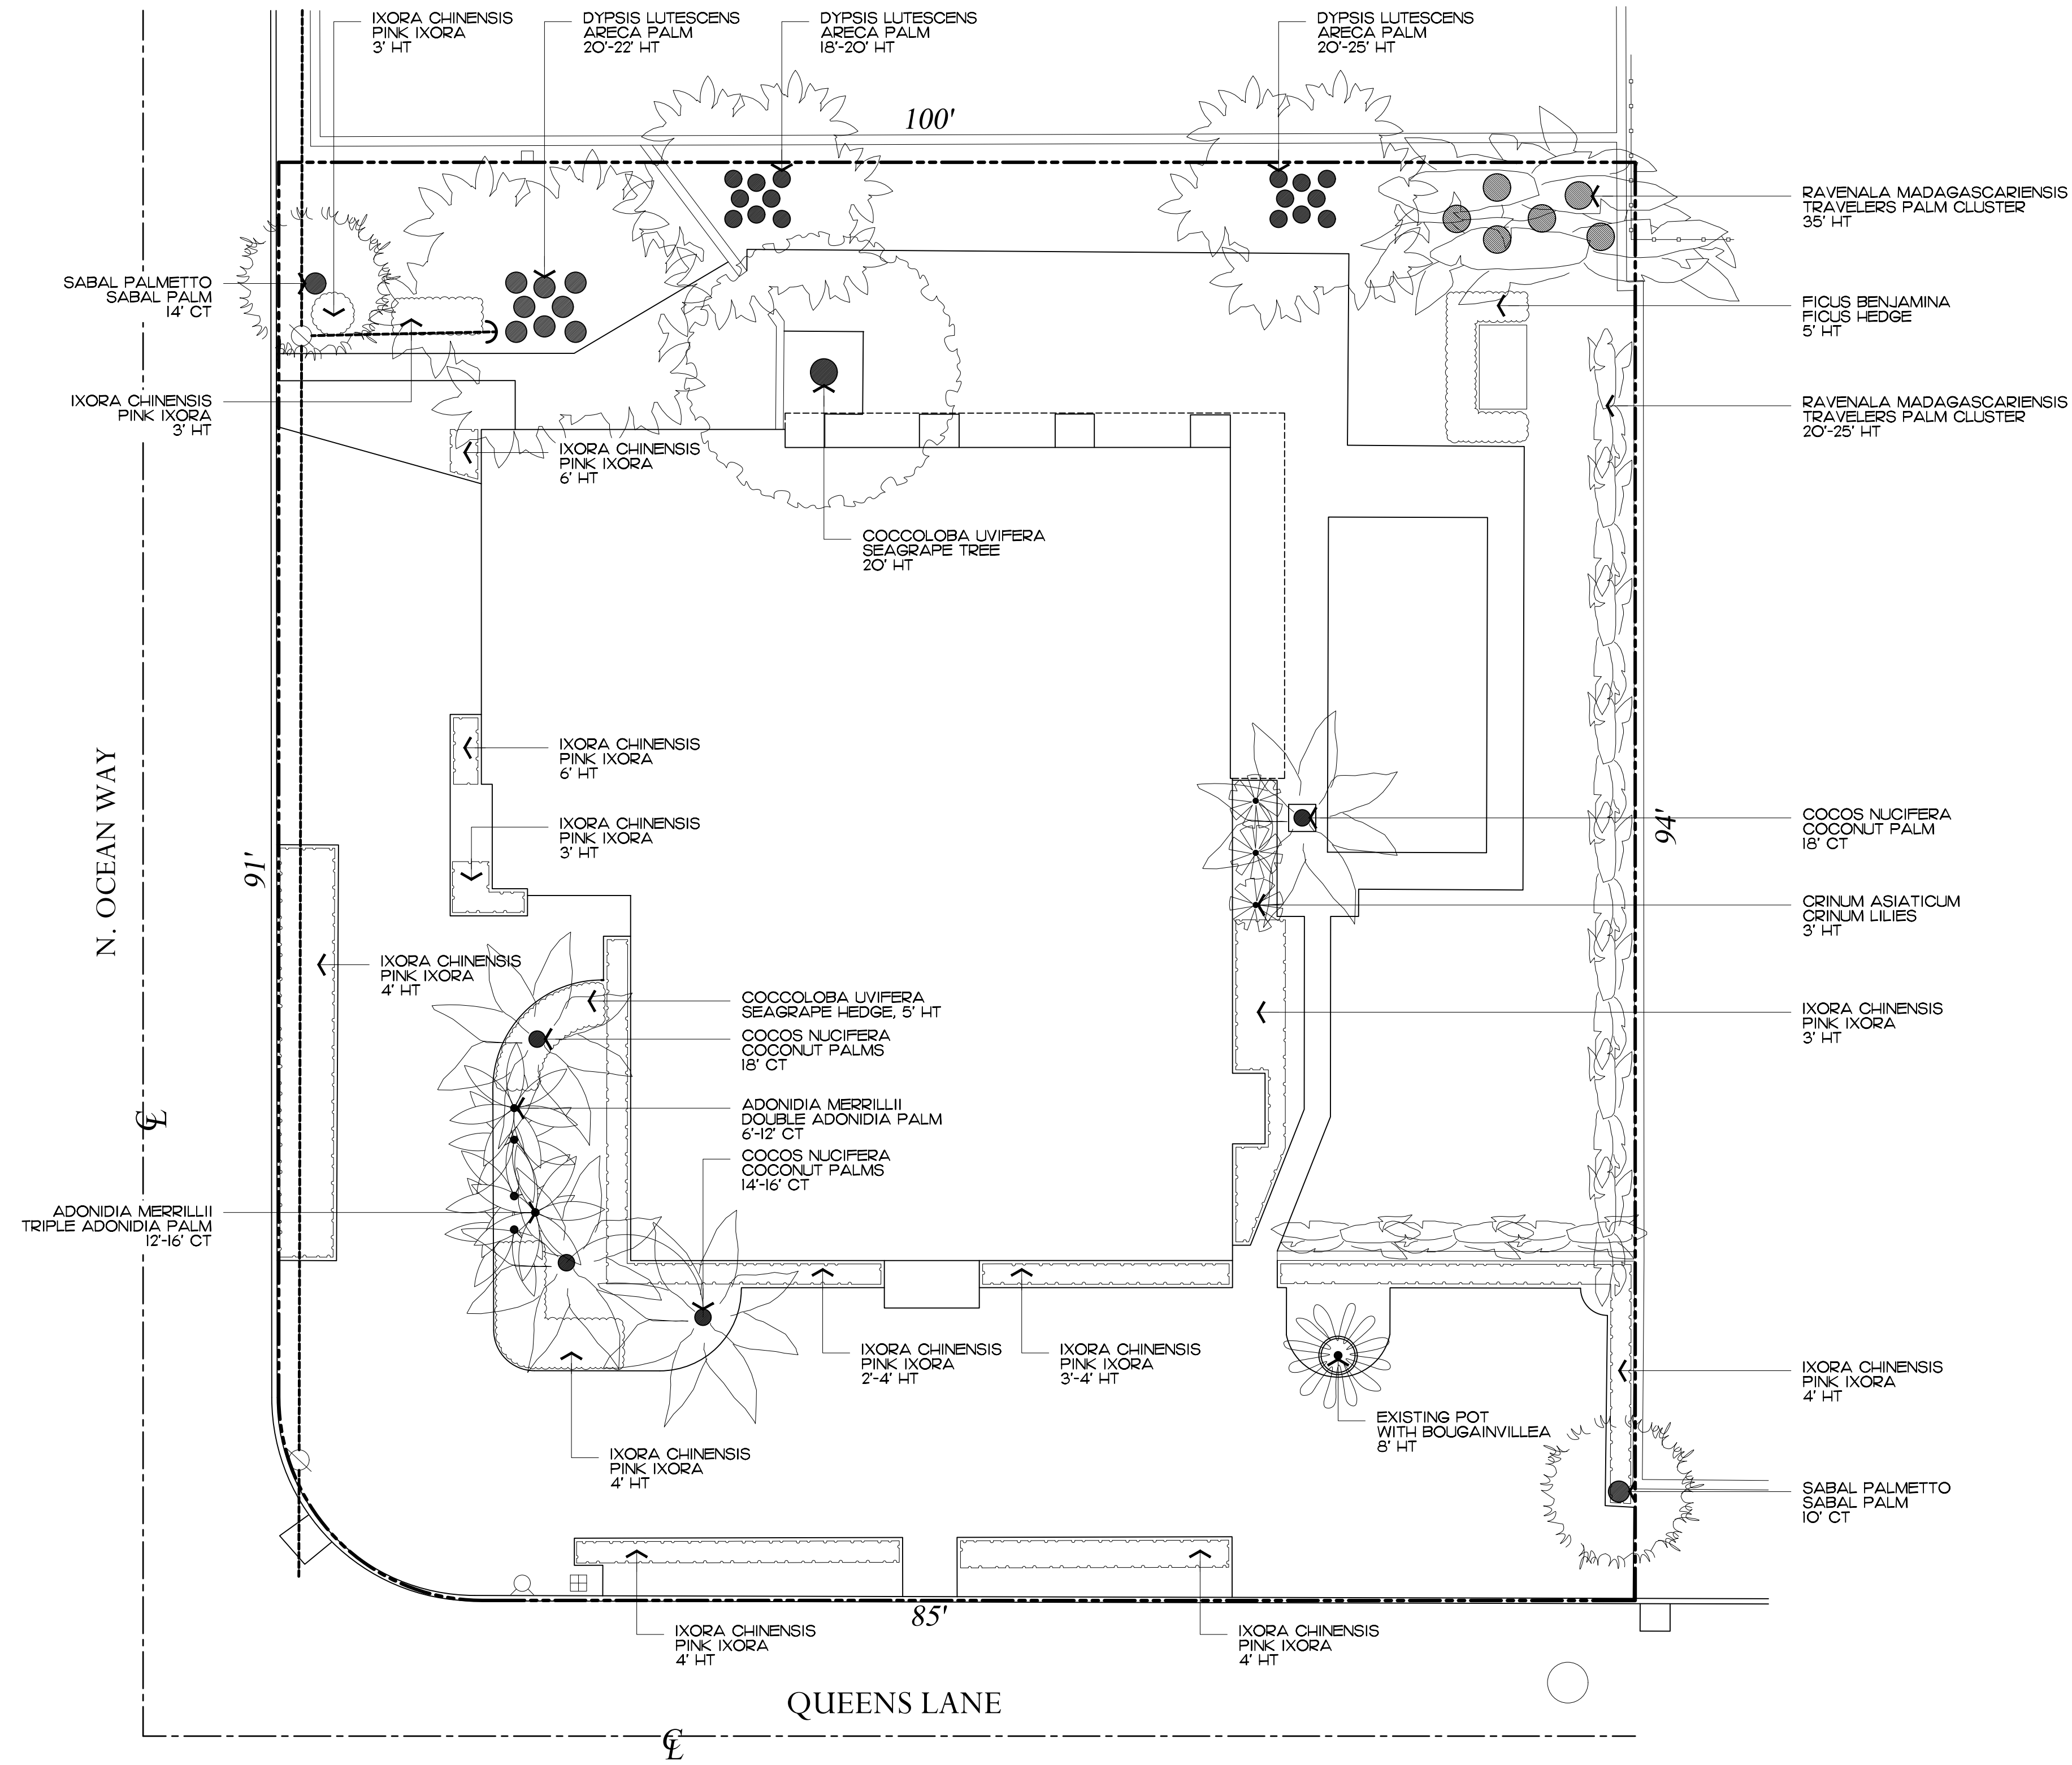 IXORA CHINENSIS
PINK IXORA
3' HT
DYPSIS LUTESCENS
ARECA PALM
20'-22' HT
DYPSIS LUTESCENS
ARECA PALM
18'-20' HT
DYPSIS LUTESCENS
ARECA PALM
20'-25' HT
100'
RAVENALA MADAGASCARIENSIS
TRAVELERS PALM CLUSTER
35' HT
SABAL PALMETTO
SABAL PALM
14' CT
FICUS BENJAMINA
FICUS HEDGE
5' HT
IXORA CHINENSIS
PINK IXORA
3' HT
RAVENALA MADAGASCARIENSIS
TRAVELERS PALM CLUSTER
20'-25' HT
IXORA CHINENSIS
PINK IXORA
6' HT
COCCOLOBA UVIFERA
SEAGRAPE TREE
20' HT
IXORA CHINENSIS
PINK IXORA
6' HT
IXORA CHINENSIS
PINK IXORA
3' HT
N. OCEAN WAY
91'
94'
COCOS NUCIFERA
COCONUT PALM
18' CT
CRINUM ASIATICUM
CRINUM LILIES
3' HT
IXORA CHINENSIS
PINK IXORA
4' HT
COCCOLOBA UVIFERA
SEAGRAPE HEDGE, 5' HT
COCOS NUCIFERA
COCONUT PALMS
18' CT
IXORA CHINENSIS
PINK IXORA
3' HT
ADONIDIA MERRILLII
DOUBLE ADONIDIA PALM
6'-12' CT
COCOS NUCIFERA
COCONUT PALMS
14'-16' CT
CL
ADONIDIA MERRILLII
TRIPLE ADONIDIA PALM
12'-16' CT
IXORA CHINENSIS
PINK IXORA
2'-4' HT
IXORA CHINENSIS
PINK IXORA
3'-4' HT
IXORA CHINENSIS
PINK IXORA
4' HT
EXISTING POT
WITH BOUGAINVILLEA
8' HT
IXORA CHINENSIS
PINK IXORA
4' HT
SABAL PALMETTO
SABAL PALM
10' CT
85'
IXORA CHINENSIS
PINK IXORA
4' HT
IXORA CHINENSIS
PINK IXORA
4' HT
QUEENS LANE
CL